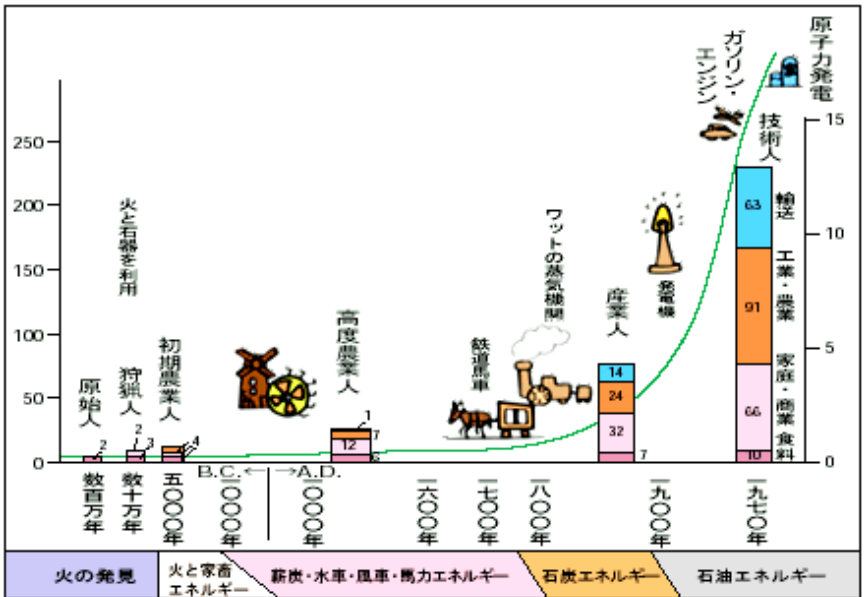 原子力発電
ガソリン・
エンジン
技術人
250
200
150
100
50
0
15
10
5
0
火と石器を利用
ワットの蒸気機関
発電機
産業人
鉄道馬車
高度農業人
初期農業人
狩猟人
原始人
輸送
工業・農業
家庭・商業
食料
2
2
3
4
1
7
12
6
14
24
32
7
63
91
66
10
B.C. ←→A.D.
数百万年
数十万年
五〇〇〇年
一〇〇〇年
一〇〇〇年
一六〇〇年
一七〇〇年
一八〇〇年
一九〇〇年
一九七〇年
火の発見
火と家畜
エネルギー
薪炭・水車・風車・馬力エネルギー
石炭エネルギー
石油エネルギー